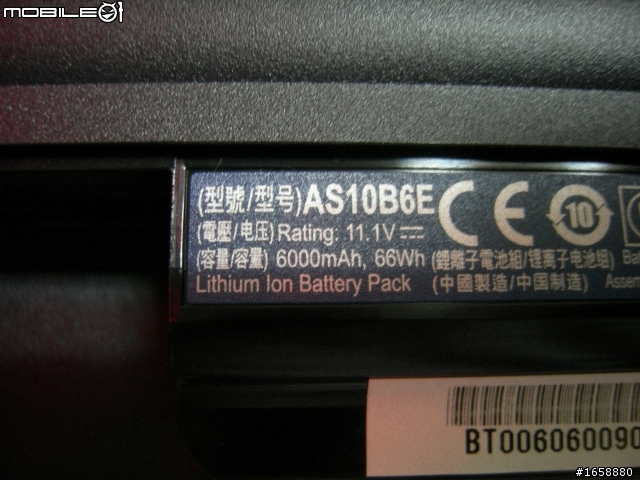 MOBILE01
(型號/型号)AS10B6E CE 10
(電壓/电压)Rating: 11.1V
(容量/容量) 6000mAh, 66Wh (鋰離子電池組/锂离子电池组)
Lithium Ion Battery Pack (中國製造/中国制造)
BT00606009
#1658880